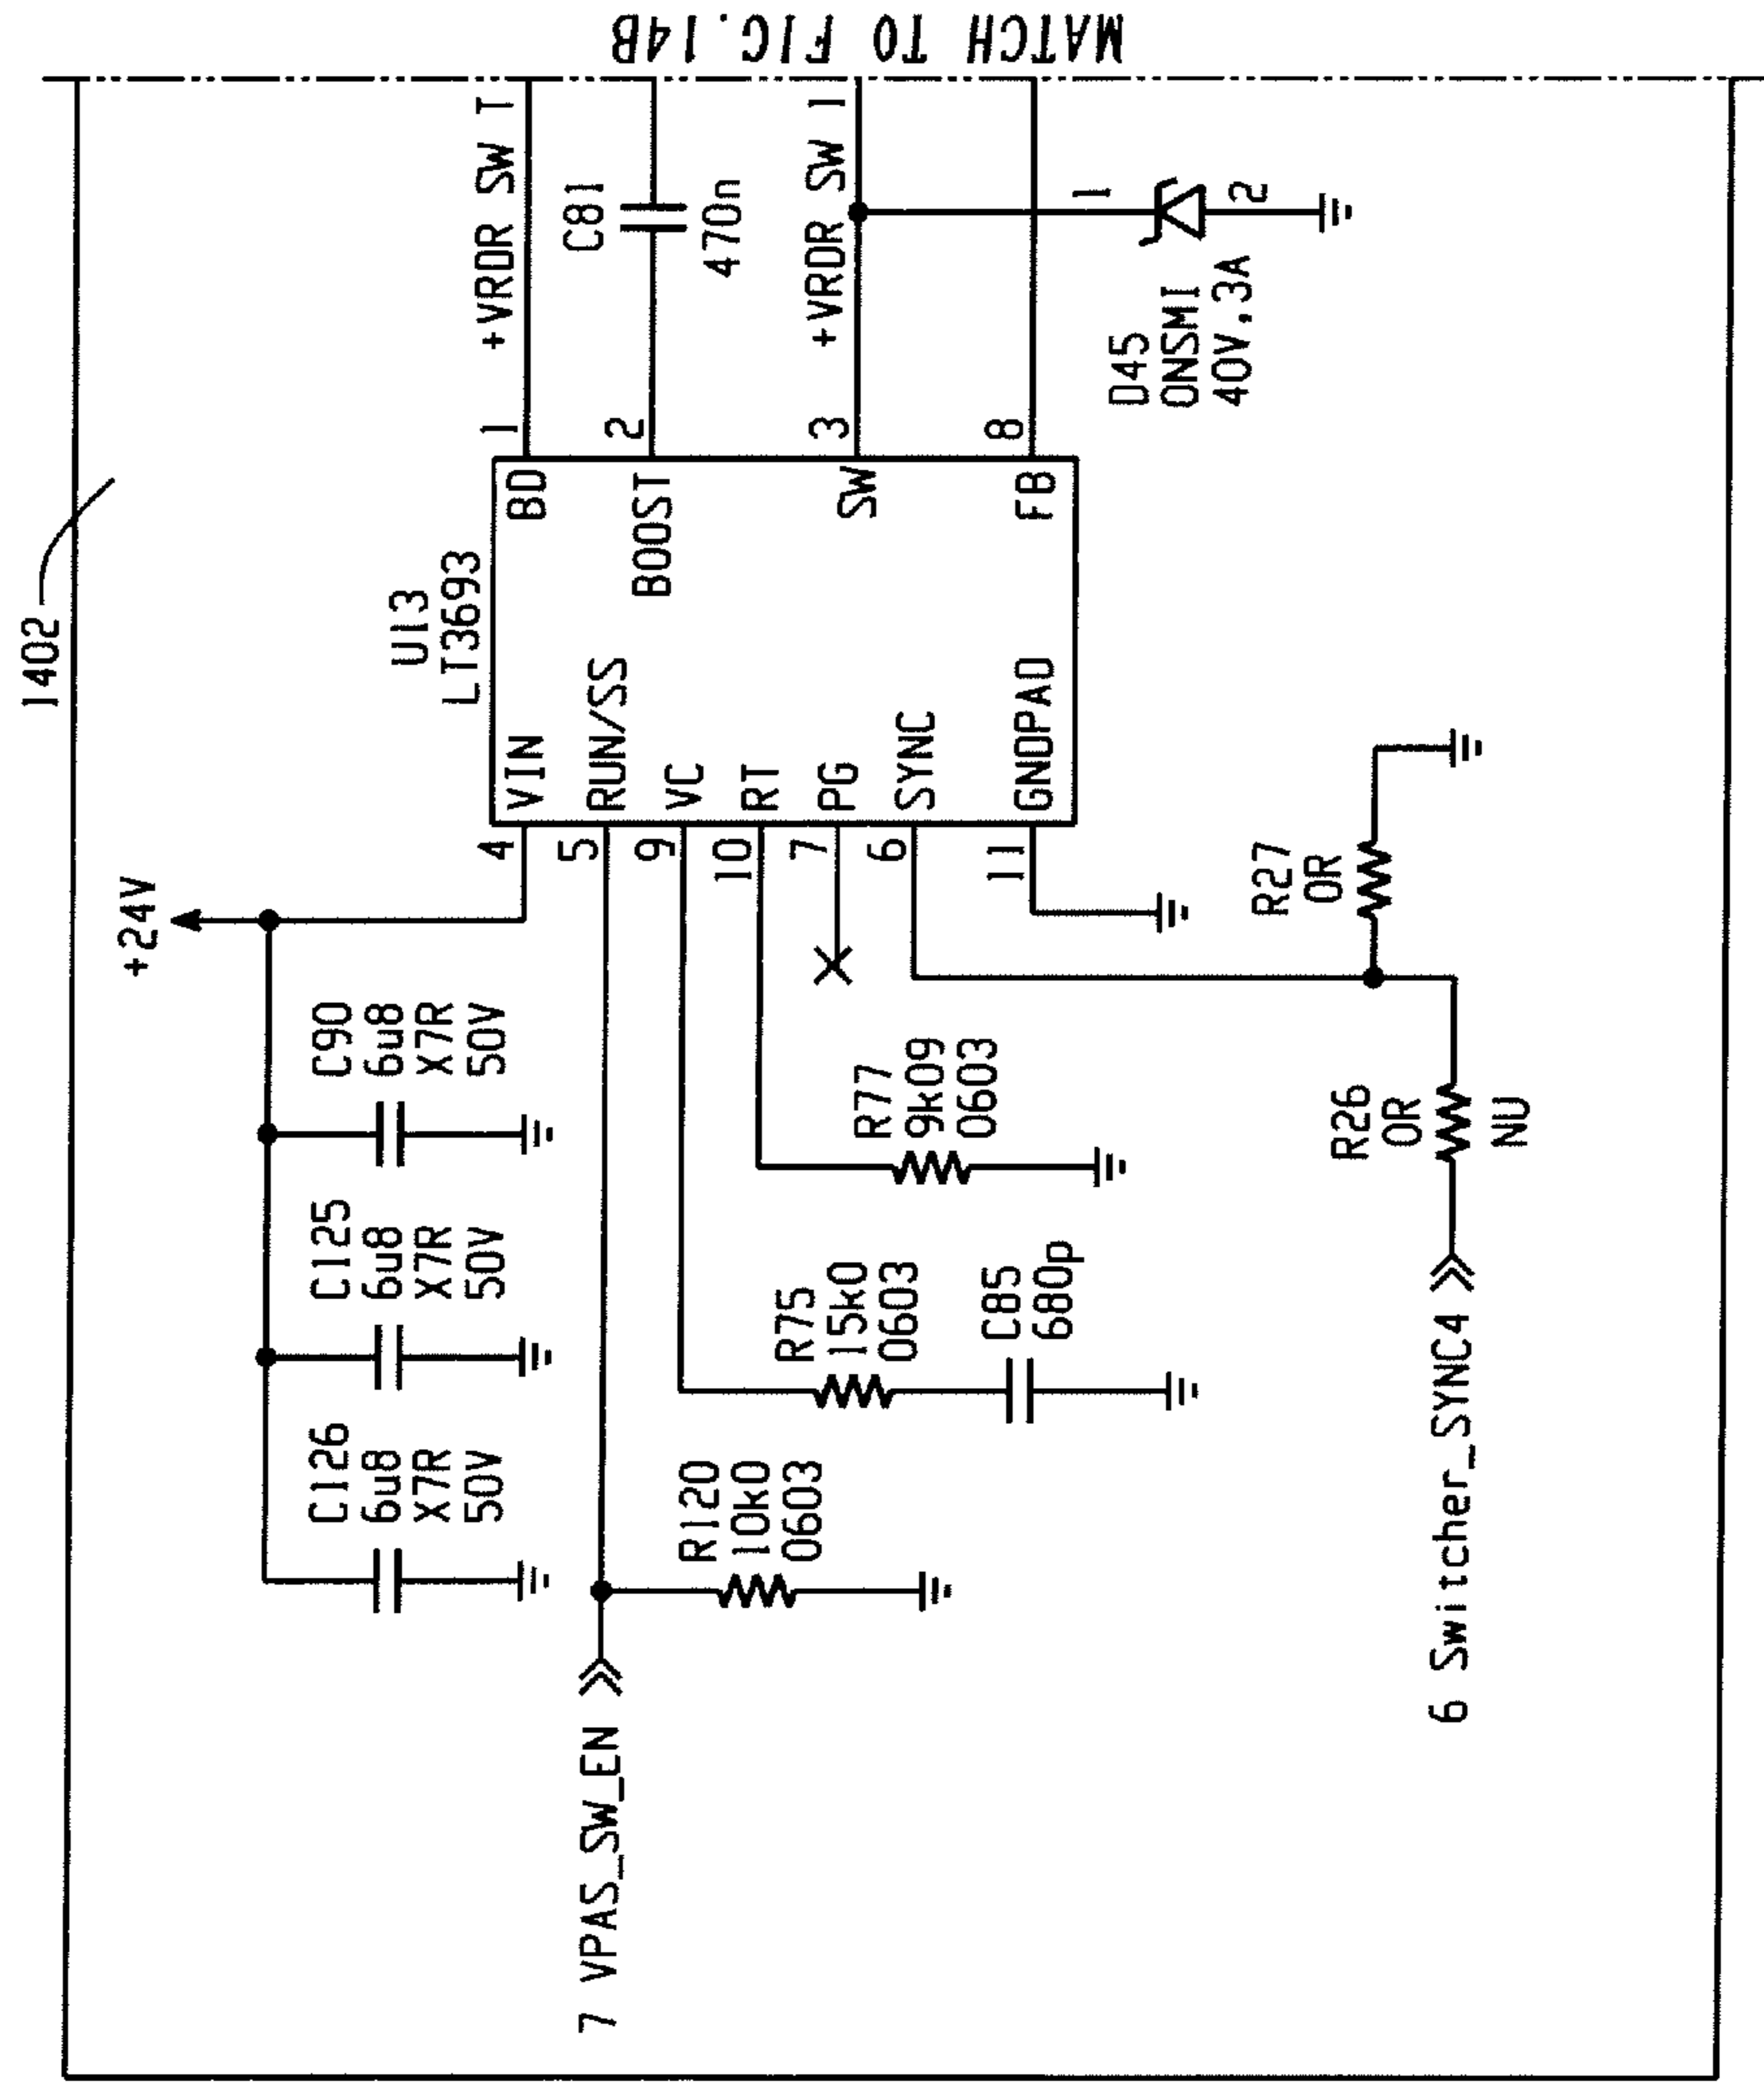 1402
+24V
C126
6u8
X7R
50V
C125
6u8
X7R
50V
C90
6u8
X7R
50V
U13
LT3693
4
VIN
5
RUN/SS
9
VC
10
RT
7
PG
6
SYNC
11
GNDPAD
BD
1
BOOST
2
SW
3
FB
8
+VRDR SW T
C81
470n
+VRDR SW 1
1
2
D45
ONSMI
40V.3A
7 VPAS_SW_EN
R120
10k0
0603
R75
15k0
0603
C85
680p
R77
9k09
0603
R27
0R
R26
0R
NU
6 Switcher_SYNC4
MATCH TO FIG.14B